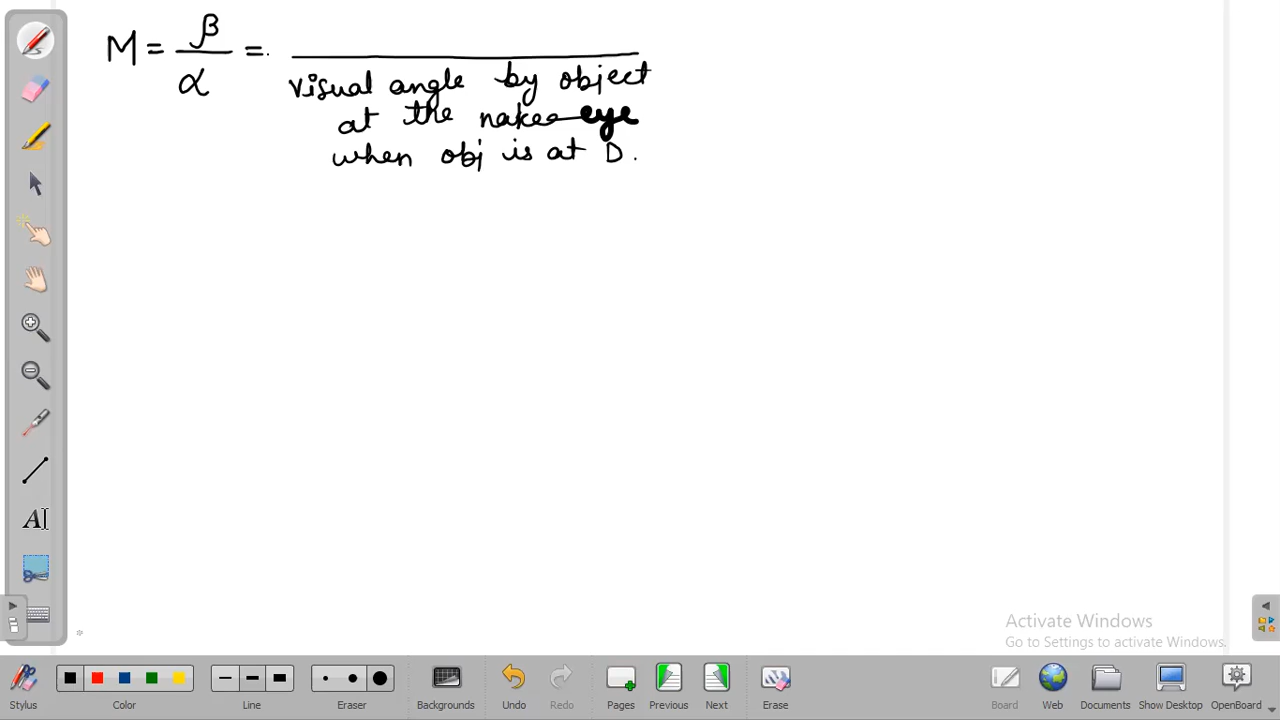 M = β/α =
visual angle by object
at the naked eye
when obj is at D.
Activate Windows
Go to Settings to activate Windows.
Stylus
Color
Line
Eraser
Backgrounds
Undo
Redo
Pages
Previous
Next
Erase
Board
Web
Documents
Show Desktop
OpenBoard